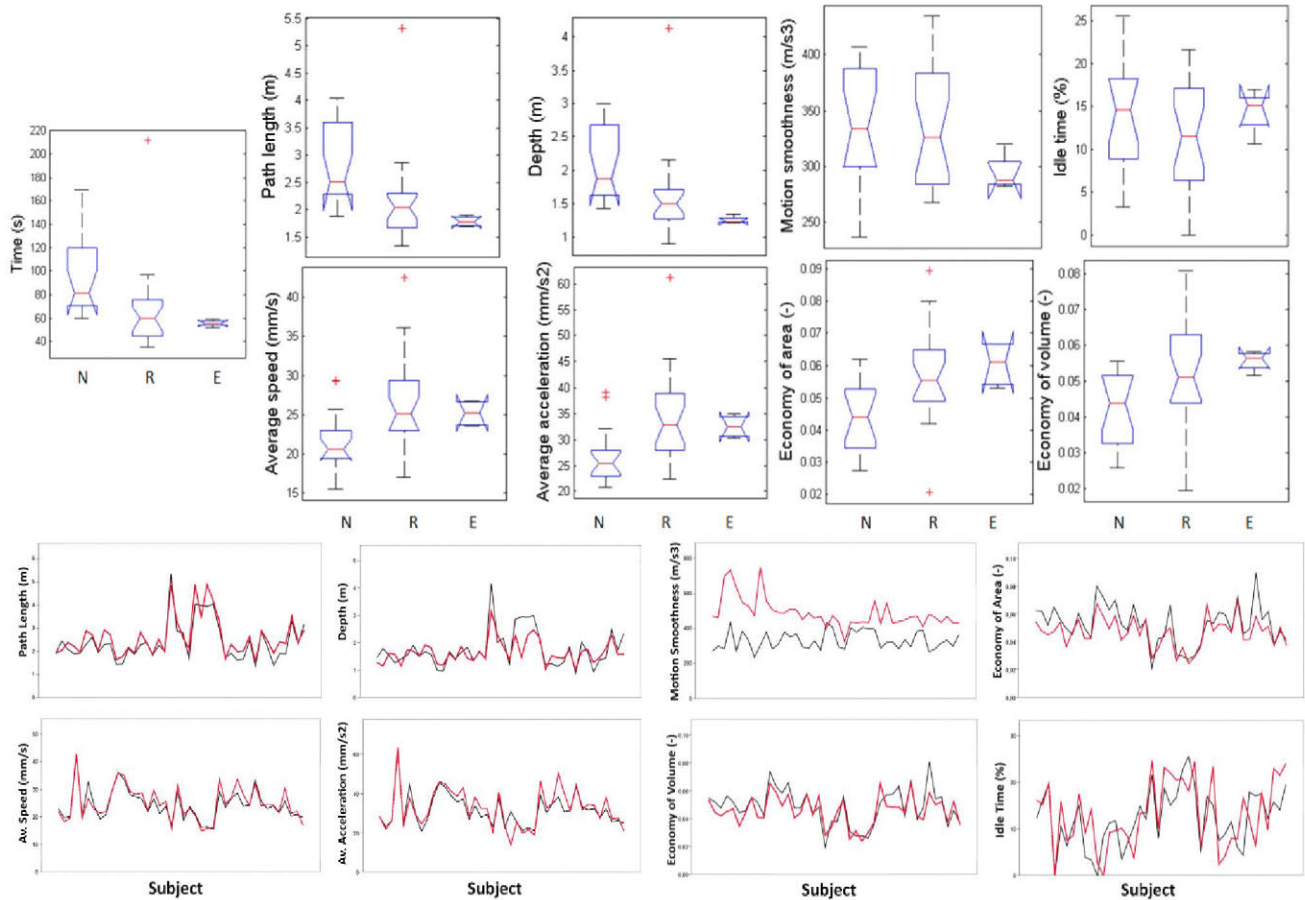 Time (s)
220
200
180
160
140
120
100
80
60
40
N R E
Path length (m)
5.5
5
4.5
4
3.5
3
2.5
2
1.5
Depth (m)
4
3.5
3
2.5
2
1.5
1
Motion smoothness (m/s3)
400
350
300
250
Idle time (%)
25
20
15
10
5
0
Average speed (mm/s)
40
35
30
25
20
15
N R E
Average acceleration (mm/s2)
60
55
50
45
40
35
30
25
20
N R E
Economy of area (-)
0.09
0.08
0.07
0.06
0.05
0.04
0.03
0.02
N R E
Economy of volume (-)
0.08
0.07
0.06
0.05
0.04
0.03
0.02
N R E
Path Length (m)
Depth (m)
Motion Smoothness (m/s3)
Economy of Area (-)
Av. Speed (mm/s)
Av. Acceleration (mm/s2)
Economy of Volume (-)
Idle Time (%)
Subject
Subject
Subject
Subject